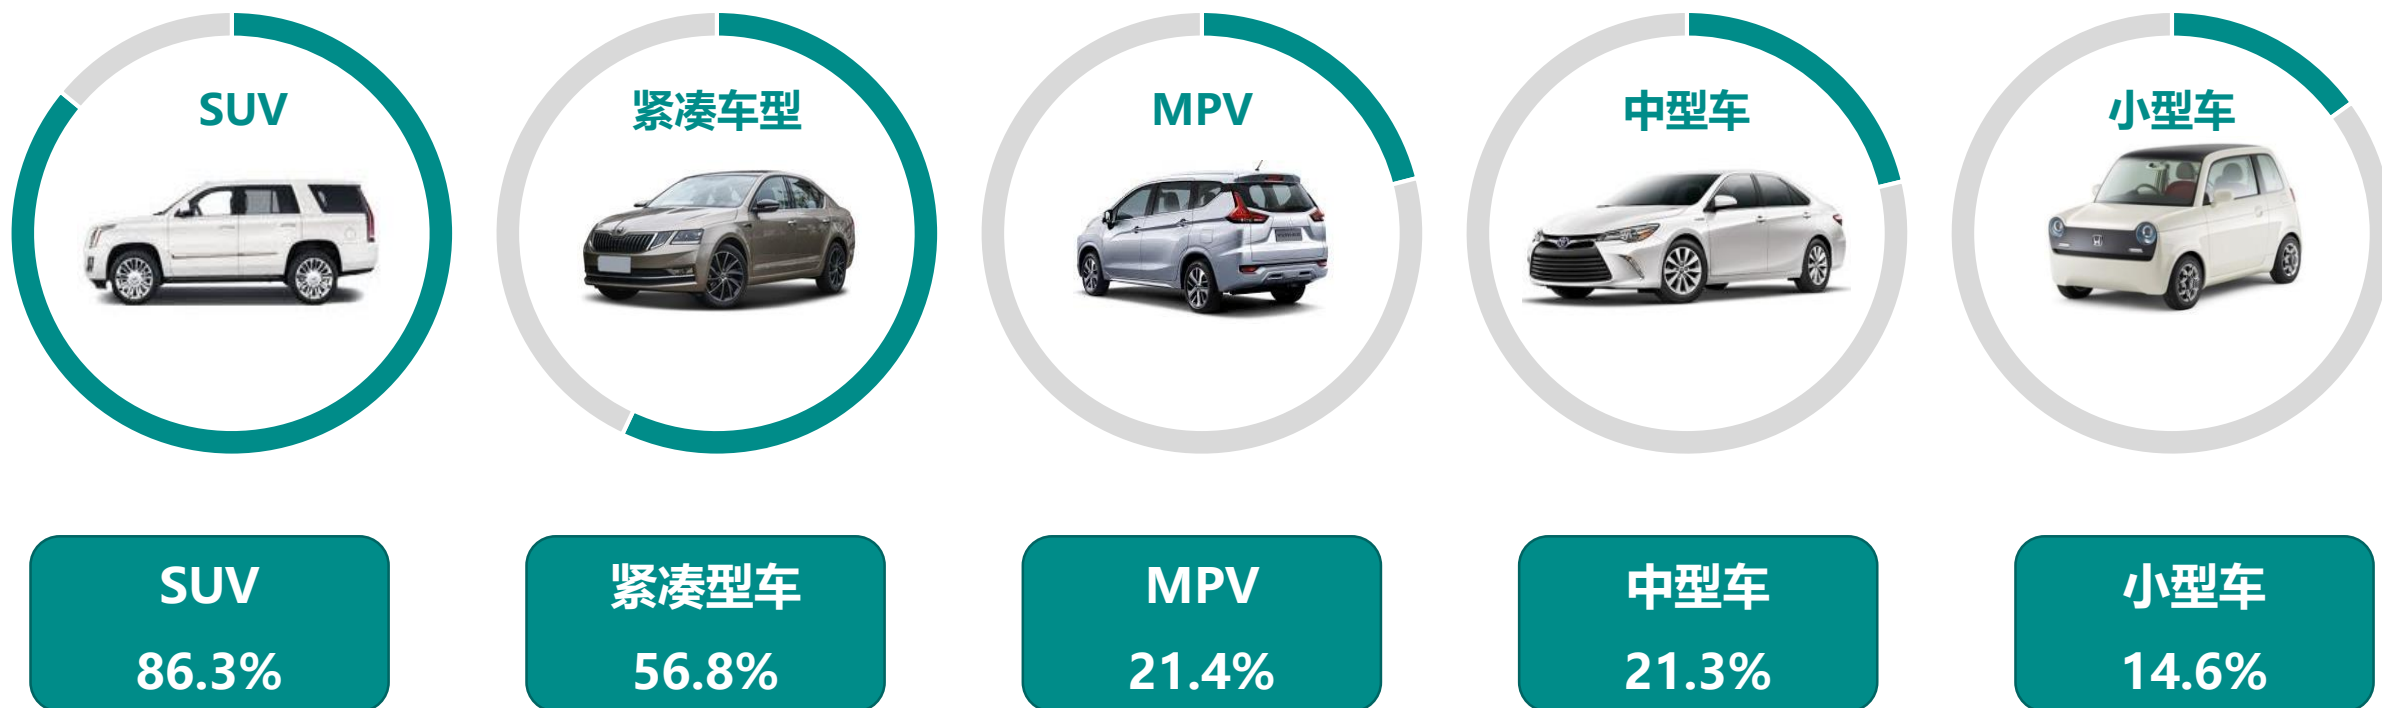 SUV
紧凑车型
MPV
中型车
小型车
SUV
86.3%
紧凑型车
56.8%
MPV
21.4%
中型车
21.3%
小型车
14.6%